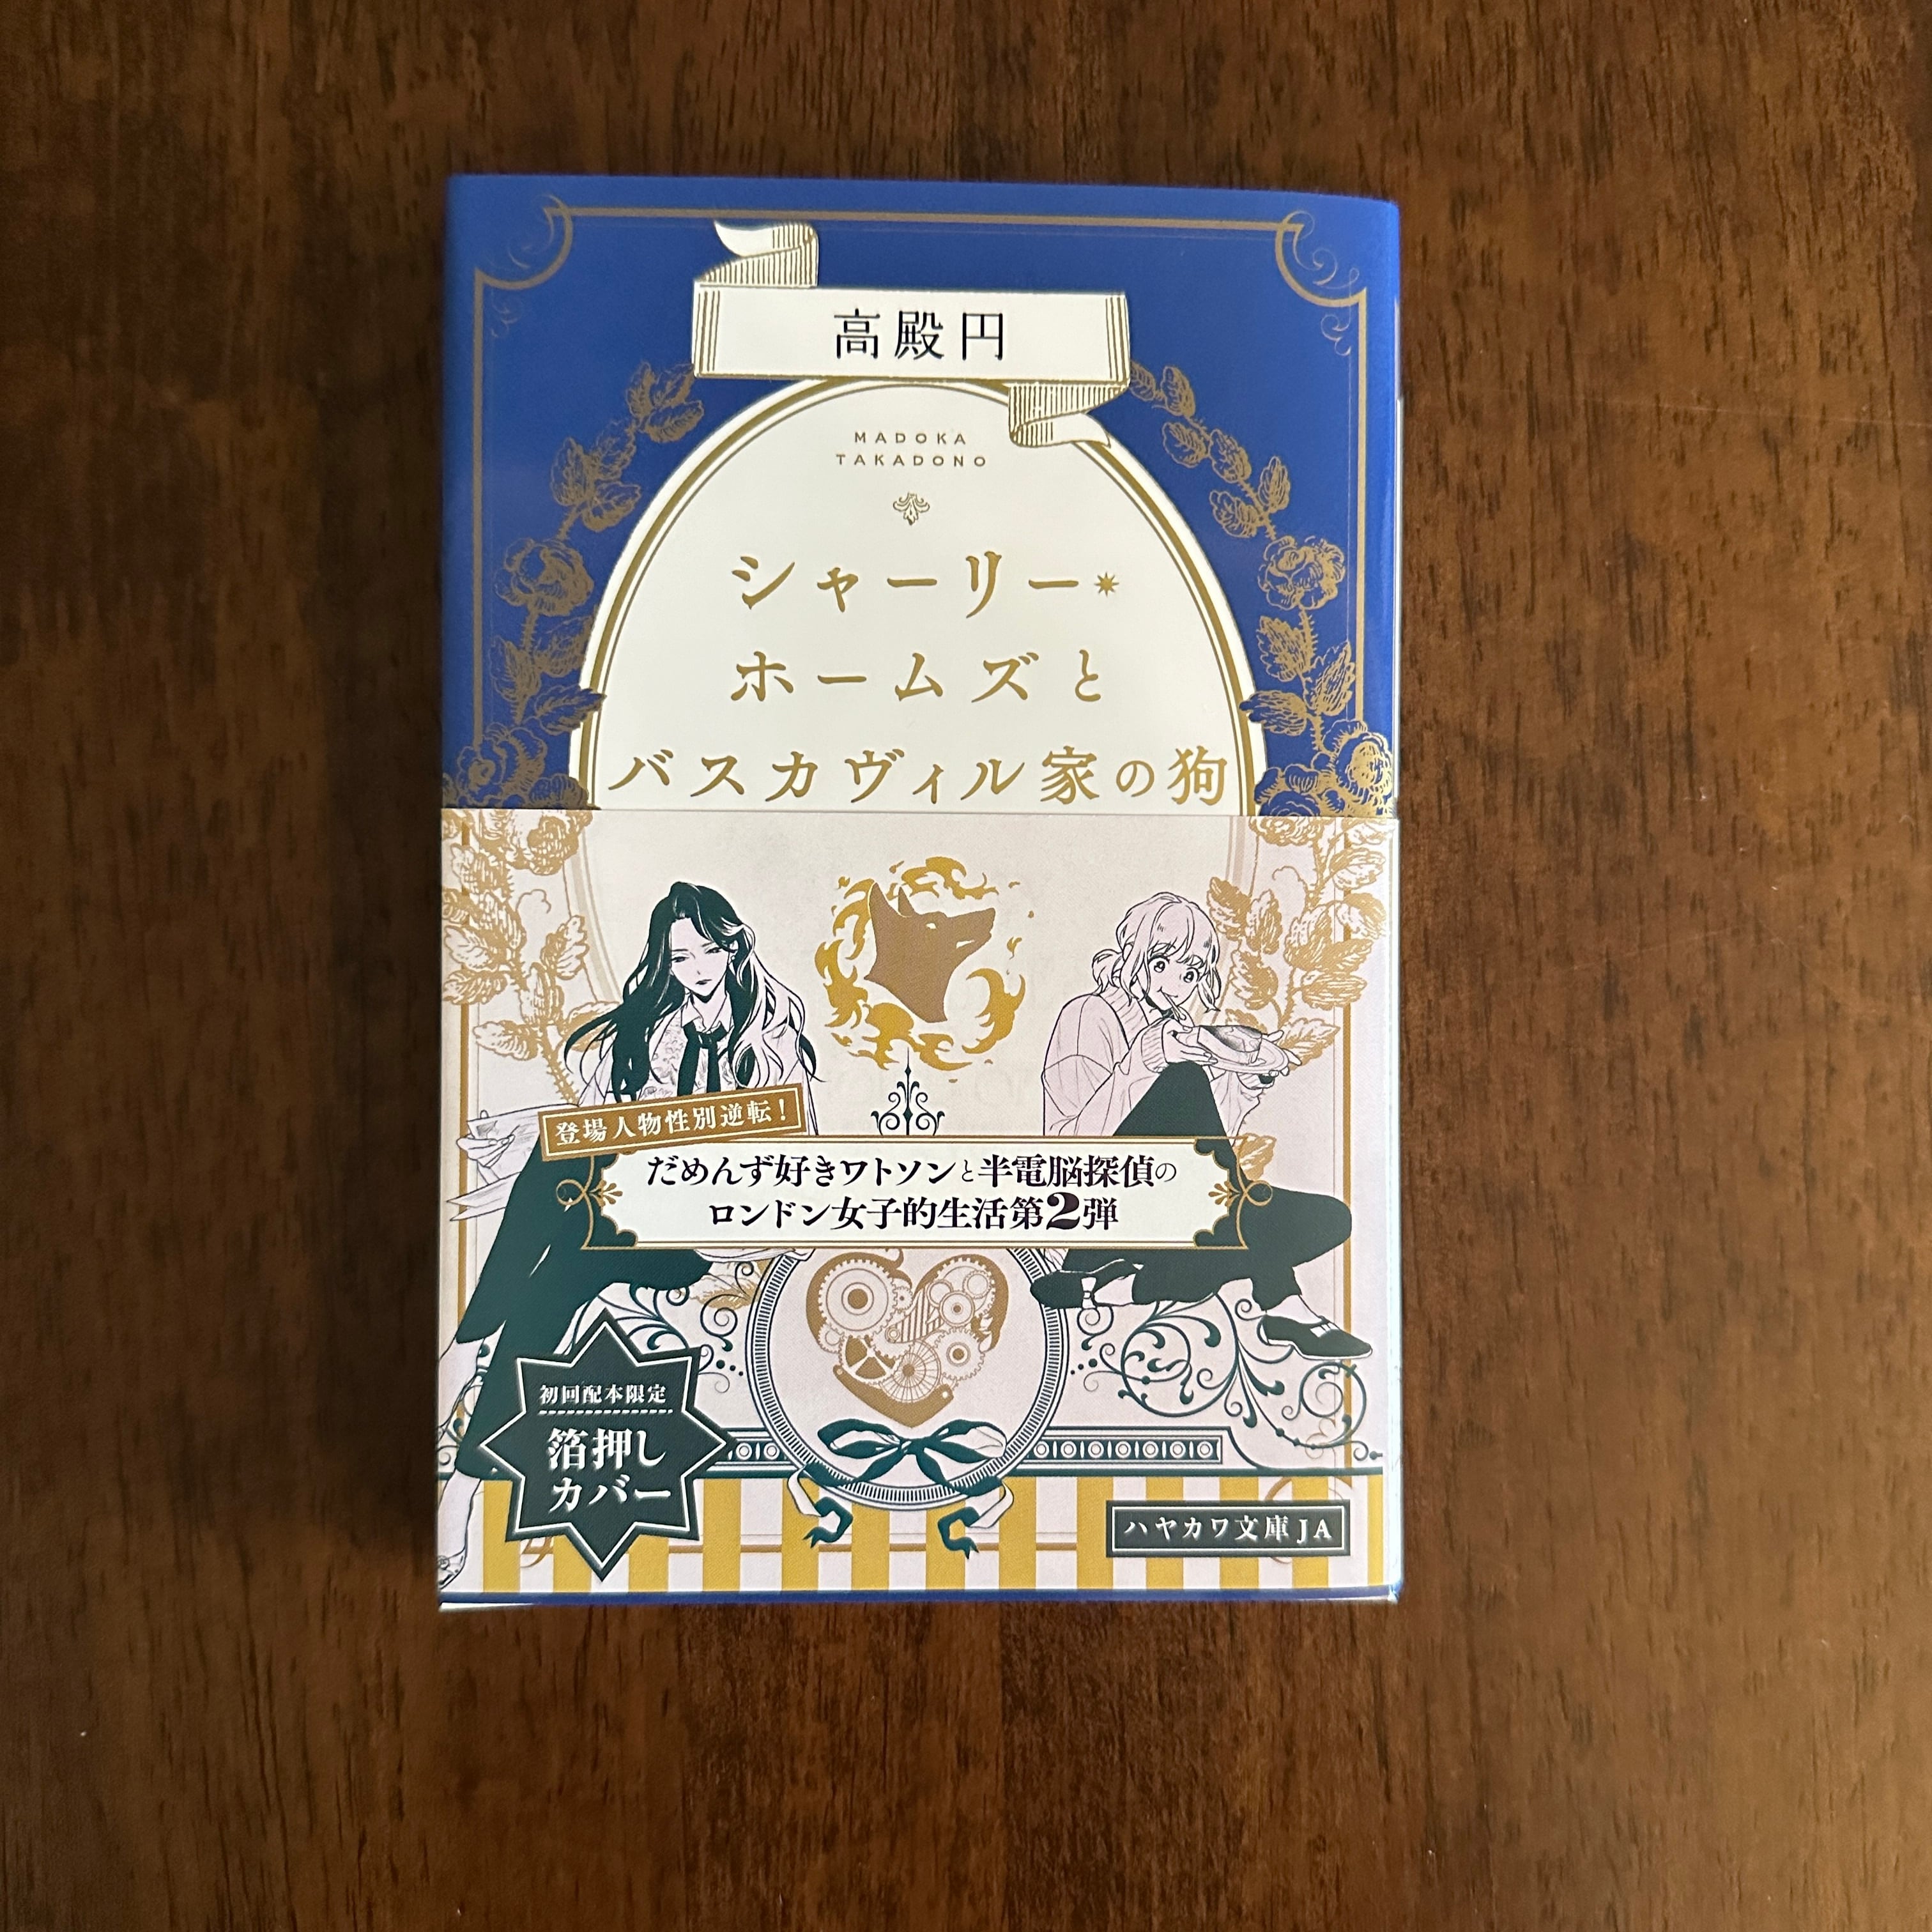 高殿円
MADOKA
TAKADONO
シャーリー✷
ホームズと
バスカヴィル家の狗
登場人物性別逆転！
だめんず好きワトソンと半電脳探偵の
ロンドン女子的生活第2弾
初回配本限定
箔押し
カバー
ハヤカワ文庫JA